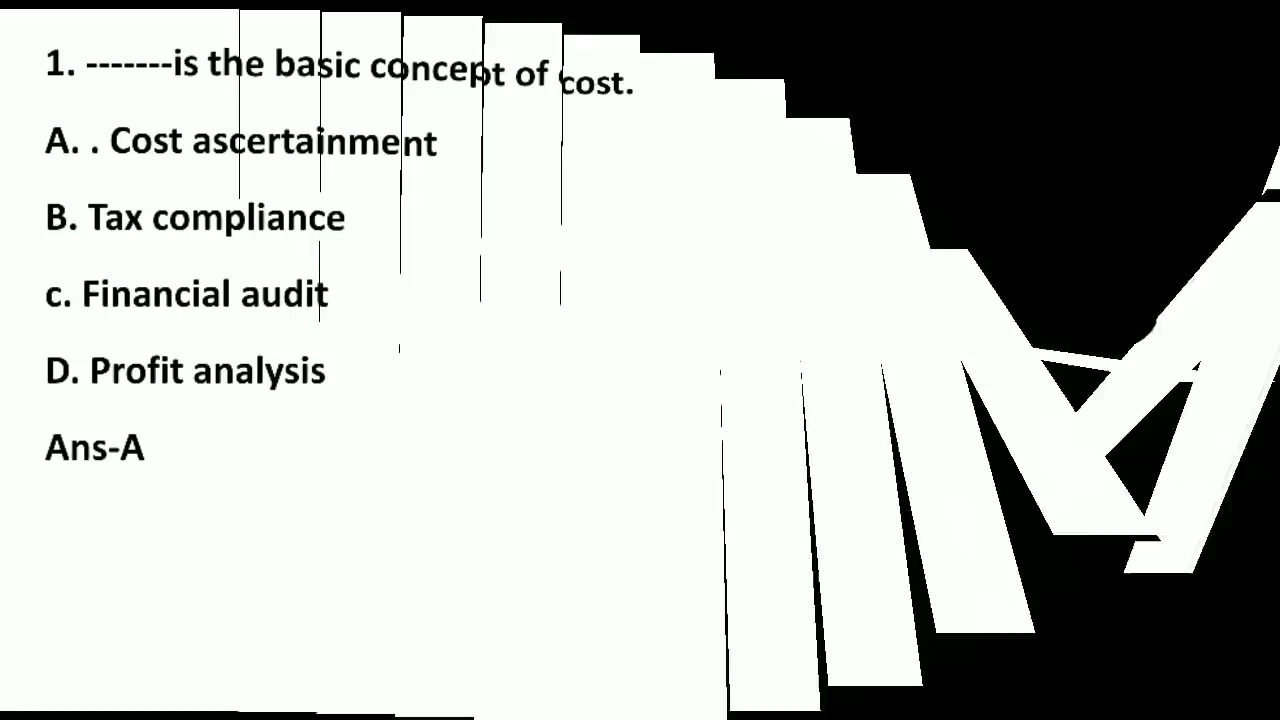 1. -------is the basic concept of cost.
A. . Cost ascertainment
B. Tax compliance
c. Financial audit
D. Profit analysis
Ans-A